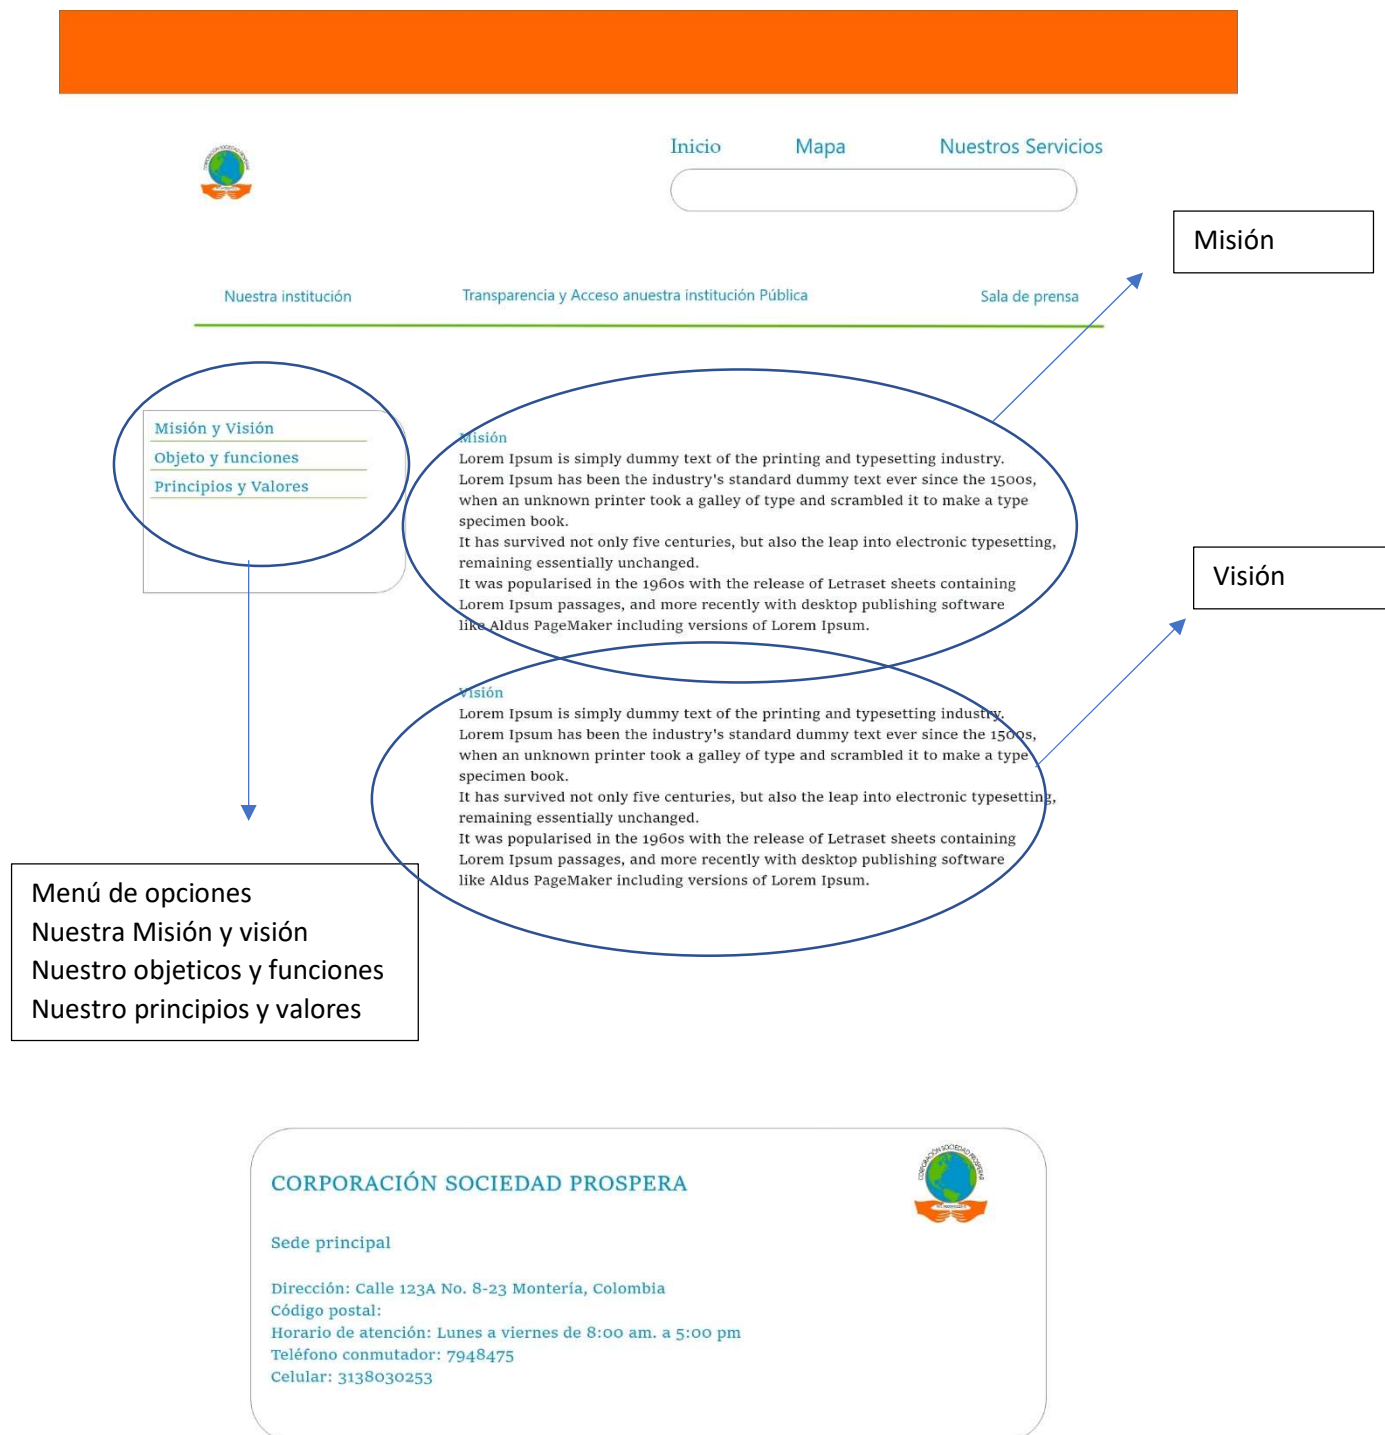 Inicio Mapa Nuestros Servicios
Misión
Nuestra institución Transparencia y Acceso anuestra institución Pública Sala de prensa
Misión y Visión
Objeto y funciones
Principios y Valores
Misión
Lorem Ipsum is simply dummy text of the printing and typesetting industry.
Lorem Ipsum has been the industry's standard dummy text ever since the 1500s,
when an unknown printer took a galley of type and scrambled it to make a type
specimen book.
It has survived not only five centuries, but also the leap into electronic typesetting,
remaining essentially unchanged.
It was popularised in the 1960s with the release of Letraset sheets containing
Lorem Ipsum passages, and more recently with desktop publishing software
like Aldus PageMaker including versions of Lorem Ipsum.
Visión
Visión
Lorem Ipsum is simply dummy text of the printing and typesetting industry.
Lorem Ipsum has been the industry's standard dummy text ever since the 1500s,
when an unknown printer took a galley of type and scrambled it to make a type
specimen book.
It has survived not only five centuries, but also the leap into electronic typesetting,
remaining essentially unchanged.
It was popularised in the 1960s with the release of Letraset sheets containing
Lorem Ipsum passages, and more recently with desktop publishing software
like Aldus PageMaker including versions of Lorem Ipsum.
Menú de opciones
Nuestra Misión y visión
Nuestro objeticos y funciones
Nuestro principios y valores
CORPORACIÓN SOCIEDAD PROSPERAR
CORPORACIÓN SOCIEDAD PROSPERA
Sede principal
Dirección: Calle 123A No. 8-23 Montería, Colombia
Código postal:
Horario de atención: Lunes a viernes de 8:00 am. a 5:00 pm
Teléfono conmutador: 7948475
Celular: 3138030253